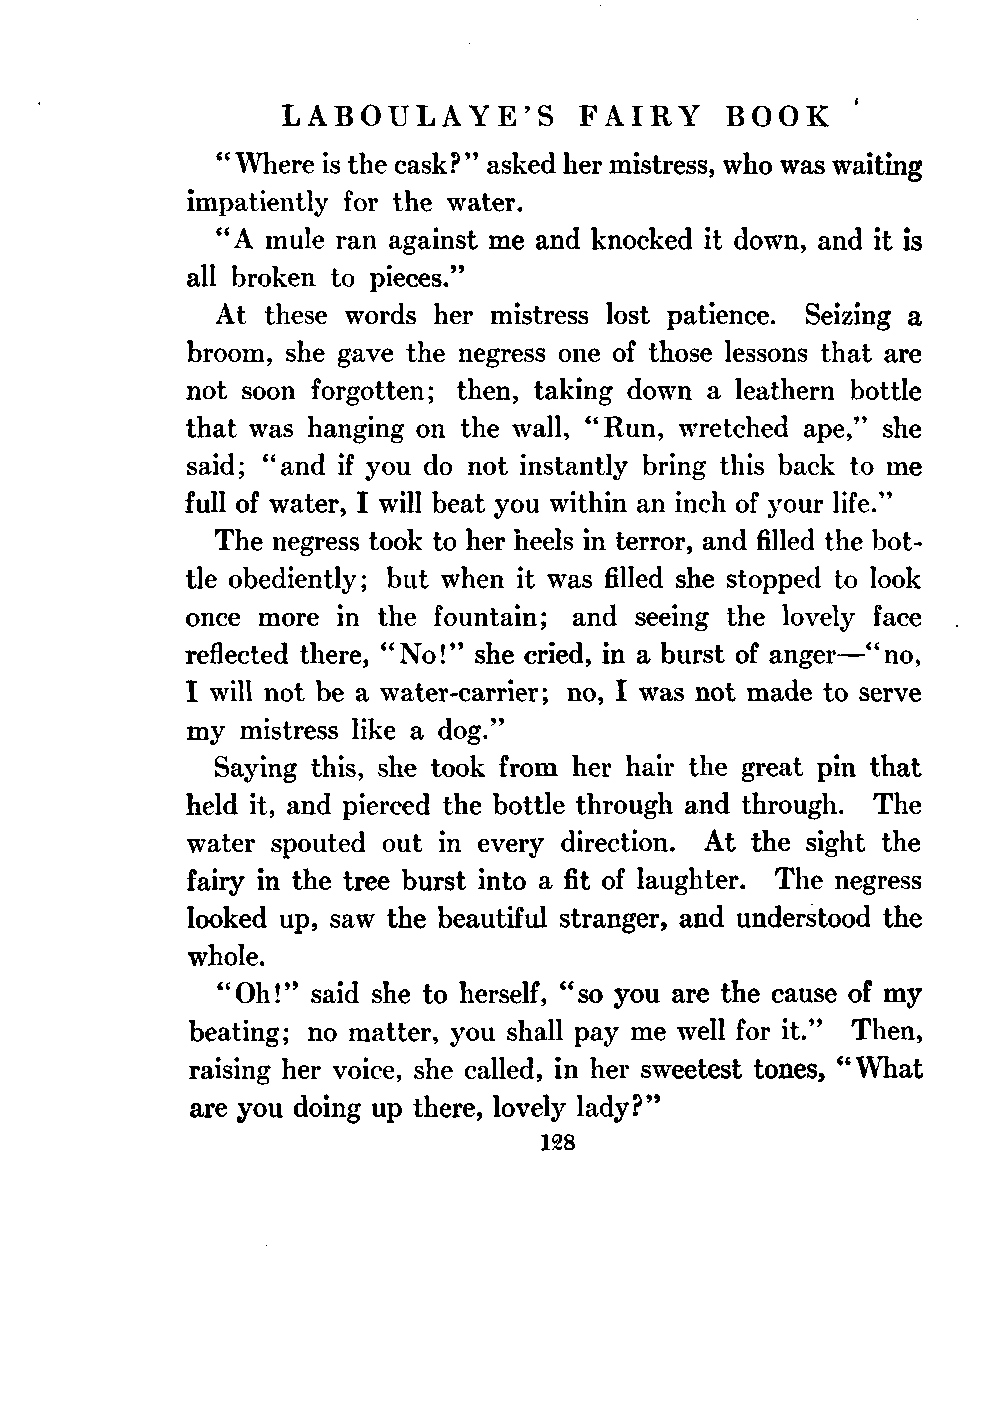 LABOULAYE'S FAIRY BOOK
"Where is the cask?" asked her mistress, who was waiting
impatiently for the water.
"A mule ran against me and knocked it down, and it is
all broken to pieces."
At these words her mistress lost patience. Seizing a
broom, she gave the negress one of those lessons that are
not soon forgotten; then, taking down a leathern bottle
that was hanging on the wall, "Run, wretched ape," she
said; "and if you do not instantly bring this back to me
full of water, I will beat you within an inch of your life."
The negress took to her heels in terror, and filled the bot-
tle obediently; but when it was filled she stopped to look
once more in the fountain; and seeing the lovely face
reflected there, "No!" she cried, in a burst of anger—"no,
I will not be a water-carrier; no, I was not made to serve
my mistress like a dog."
Saying this, she took from her hair the great pin that
held it, and pierced the bottle through and through. The
water spouted out in every direction. At the sight the
fairy in the tree burst into a fit of laughter. The negress
looked up, saw the beautiful stranger, and understood the
whole.
"Oh!" said she to herself, "so you are the cause of my
beating; no matter, you shall pay me well for it." Then,
raising her voice, she called, in her sweetest tones, "What
are you doing up there, lovely lady?"
128